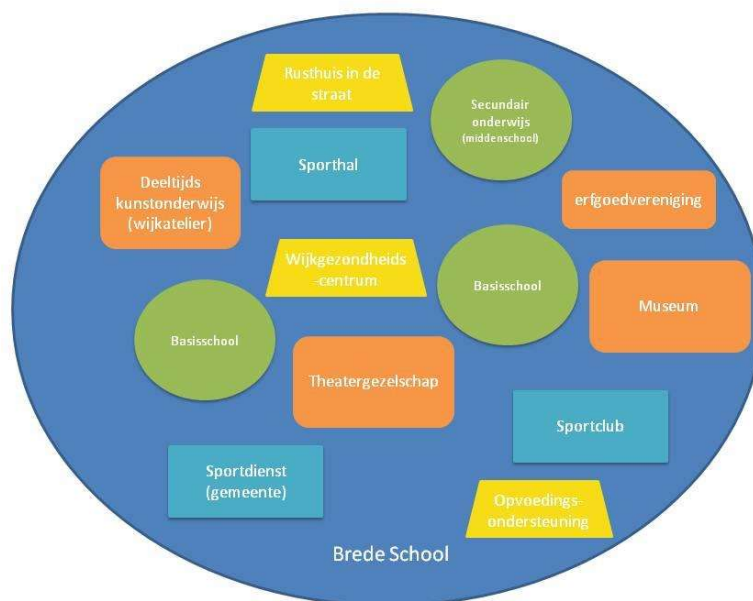 Rusthuis in de
straat
Secundair
onderwijs
(middenschool)
Sporthal
Deeltijds
kunstonderwijs
(wijkatelier)
erfgoedvereniging
Wijkgezondheids
-centrum
Basisschool
Museum
Basisschool
Theatergezelschap
Sportclub
Sportdienst
(gemeente)
Opvoedings-
ondersteuning
Brede School